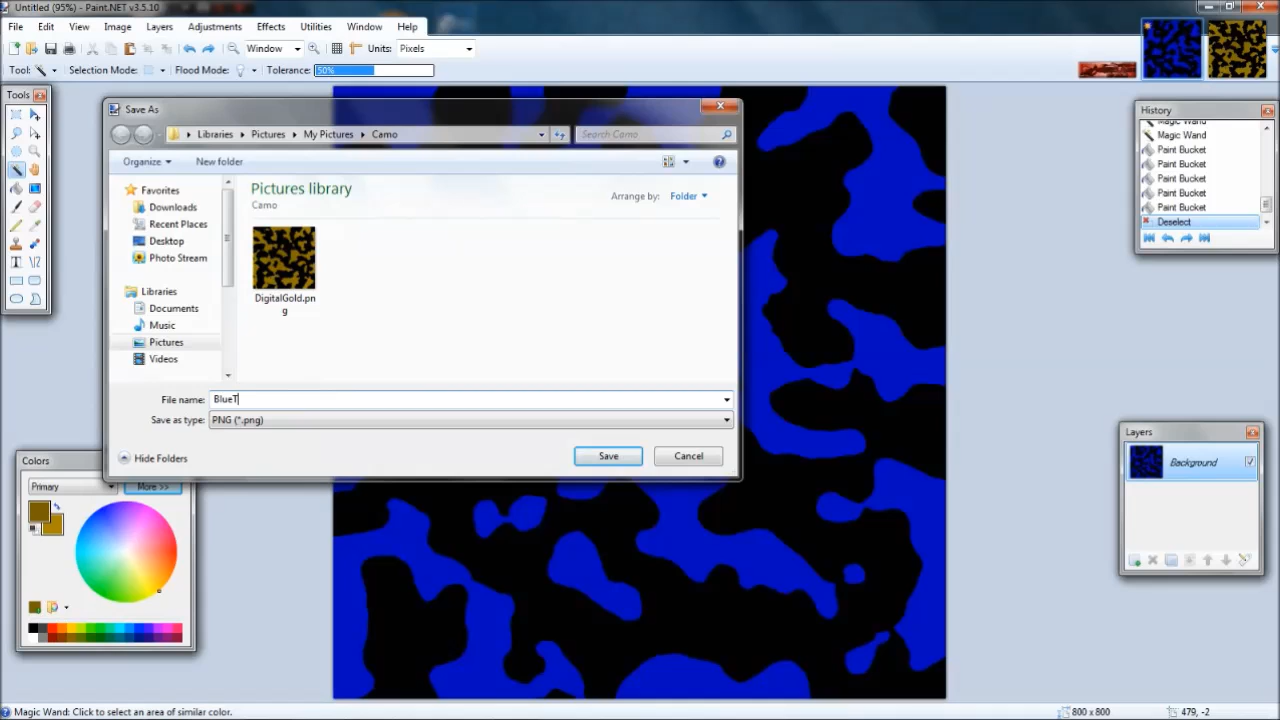 Untitled (95%) - Paint.NET v3.5.10
File Edit View Image Layers Adjustments Effects Utilities Window Help
Window Units: Pixels
Tool: Selection Mode: Flood Mode: Tolerance: 50%
Tools
Save As
Libraries Pictures My Pictures Camo Search Camo
Organize New folder
Favorites
Downloads
Recent Places
Desktop
Photo Stream
Libraries
Documents
Music
Pictures
Videos
Pictures library
Camo
Arrange by: Folder
DigitalGold.pn
g
File name: BlueT
Save as type: PNG (*.png)
Hide Folders Save Cancel
History
Magic Wand
Magic Wand
Paint Bucket
Paint Bucket
Paint Bucket
Paint Bucket
Paint Bucket
Deselect
Layers
Background
Colors
Primary More >>
Magic Wand: Click to select an area of similar color. 800 x 800 479, -2